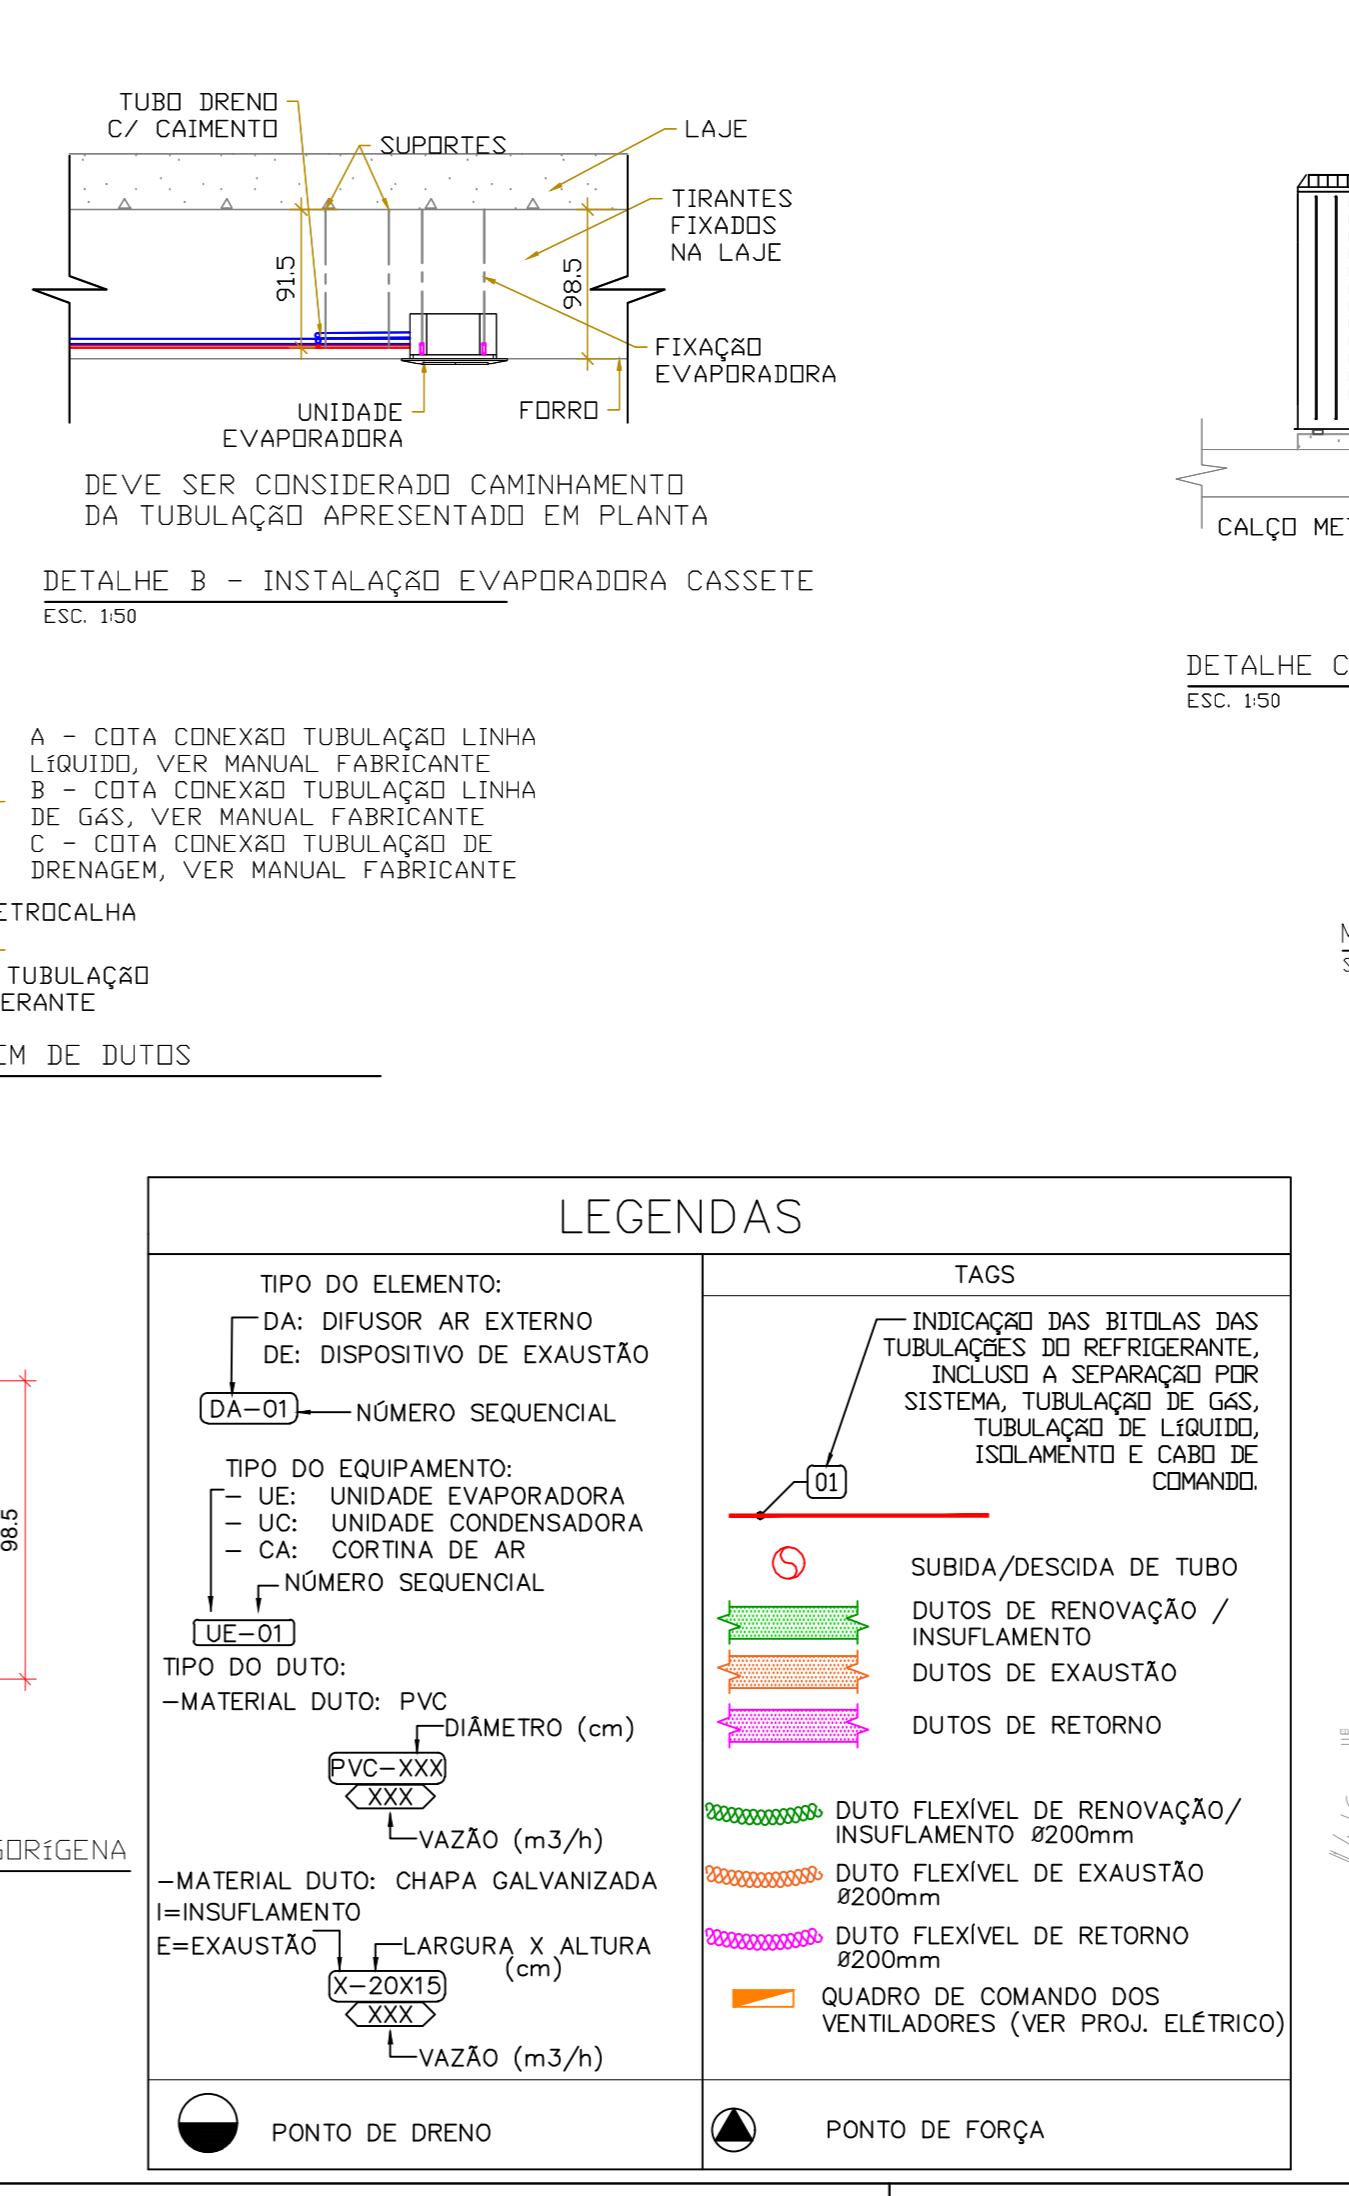 TUBO DRENO
C/ CAIMENTO
SUPORTES
LAJE
TIRANTES
FIXADOS
NA LAJE
91.5
98.5
FIXAÇÃO
EVAPORADORA
UNIDADE
EVAPORADORA
FORRO
DEVE SER CONSIDERADO CAMINHAMENTO
DA TUBULAÇÃO APRESENTADO EM PLANTA
DETALHE B - INSTALAÇÃO EVAPORADORA CASSETE
ESC. 1:50
CALÇO ME
DETALHE C
ESC. 1:50
A - COTA CONEXÃO TUBULAÇÃO LINHA
LíQUIDO, VER MANUAL FABRICANTE
B - COTA CONEXÃO TUBULAÇÃO LINHA
DE GáS, VER MANUAL FABRICANTE
C - COTA CONEXÃO TUBULAÇÃO DE
DRENAGEM, VER MANUAL FABRICANTE
ETROCALHA
TUBULAÇÃO
ERANTE
EM DE DUTOS
98.5
GORíGENA
LEGENDAS
TIPO DO ELEMENTO:
DA: DIFUSOR AR EXTERNO
DE: DISPOSITIVO DE EXAUSTÃO
DA-01
NÚMERO SEQUENCIAL
TIPO DO EQUIPAMENTO:
- UE: UNIDADE EVAPORADORA
- UC: UNIDADE CONDENSADORA
- CA: CORTINA DE AR
NÚMERO SEQUENCIAL
UE-01
TIPO DO DUTO:
-MATERIAL DUTO: PVC
DIÂMETRO (cm)
PVC-XXX
XXX
VAZÃO (m3/h)
-MATERIAL DUTO: CHAPA GALVANIZADA
I=INSUFLAMENTO
E=EXAUSTÃO
LARGURA X ALTURA
(cm)
X-20X15
XXX
VAZÃO (m3/h)
PONTO DE DRENO
TAGS
INDICAÇÃO DAS BITOLAS DAS
TUBULAÇÕES DO REFRIGERANTE,
INCLUSO A SEPARAÇÃO POR
SISTEMA, TUBULAÇÃO DE GáS,
TUBULAÇÃO DE LíQUIDO,
ISOLAMENTO E CABO DE
COMANDO.
01
SUBIDA/DESCIDA DE TUBO
DUTOS DE RENOVAÇÃO /
INSUFLAMENTO
DUTOS DE EXAUSTÃO
DUTOS DE RETORNO
DUTO FLEXÍVEL DE RENOVAÇÃO/
INSUFLAMENTO Ø200mm
DUTO FLEXÍVEL DE EXAUSTÃO
Ø200mm
DUTO FLEXÍVEL DE RETORNO
Ø200mm
QUADRO DE COMANDO DOS
VENTILADORES (VER PROJ. ELÉTRICO)
PONTO DE FORÇA